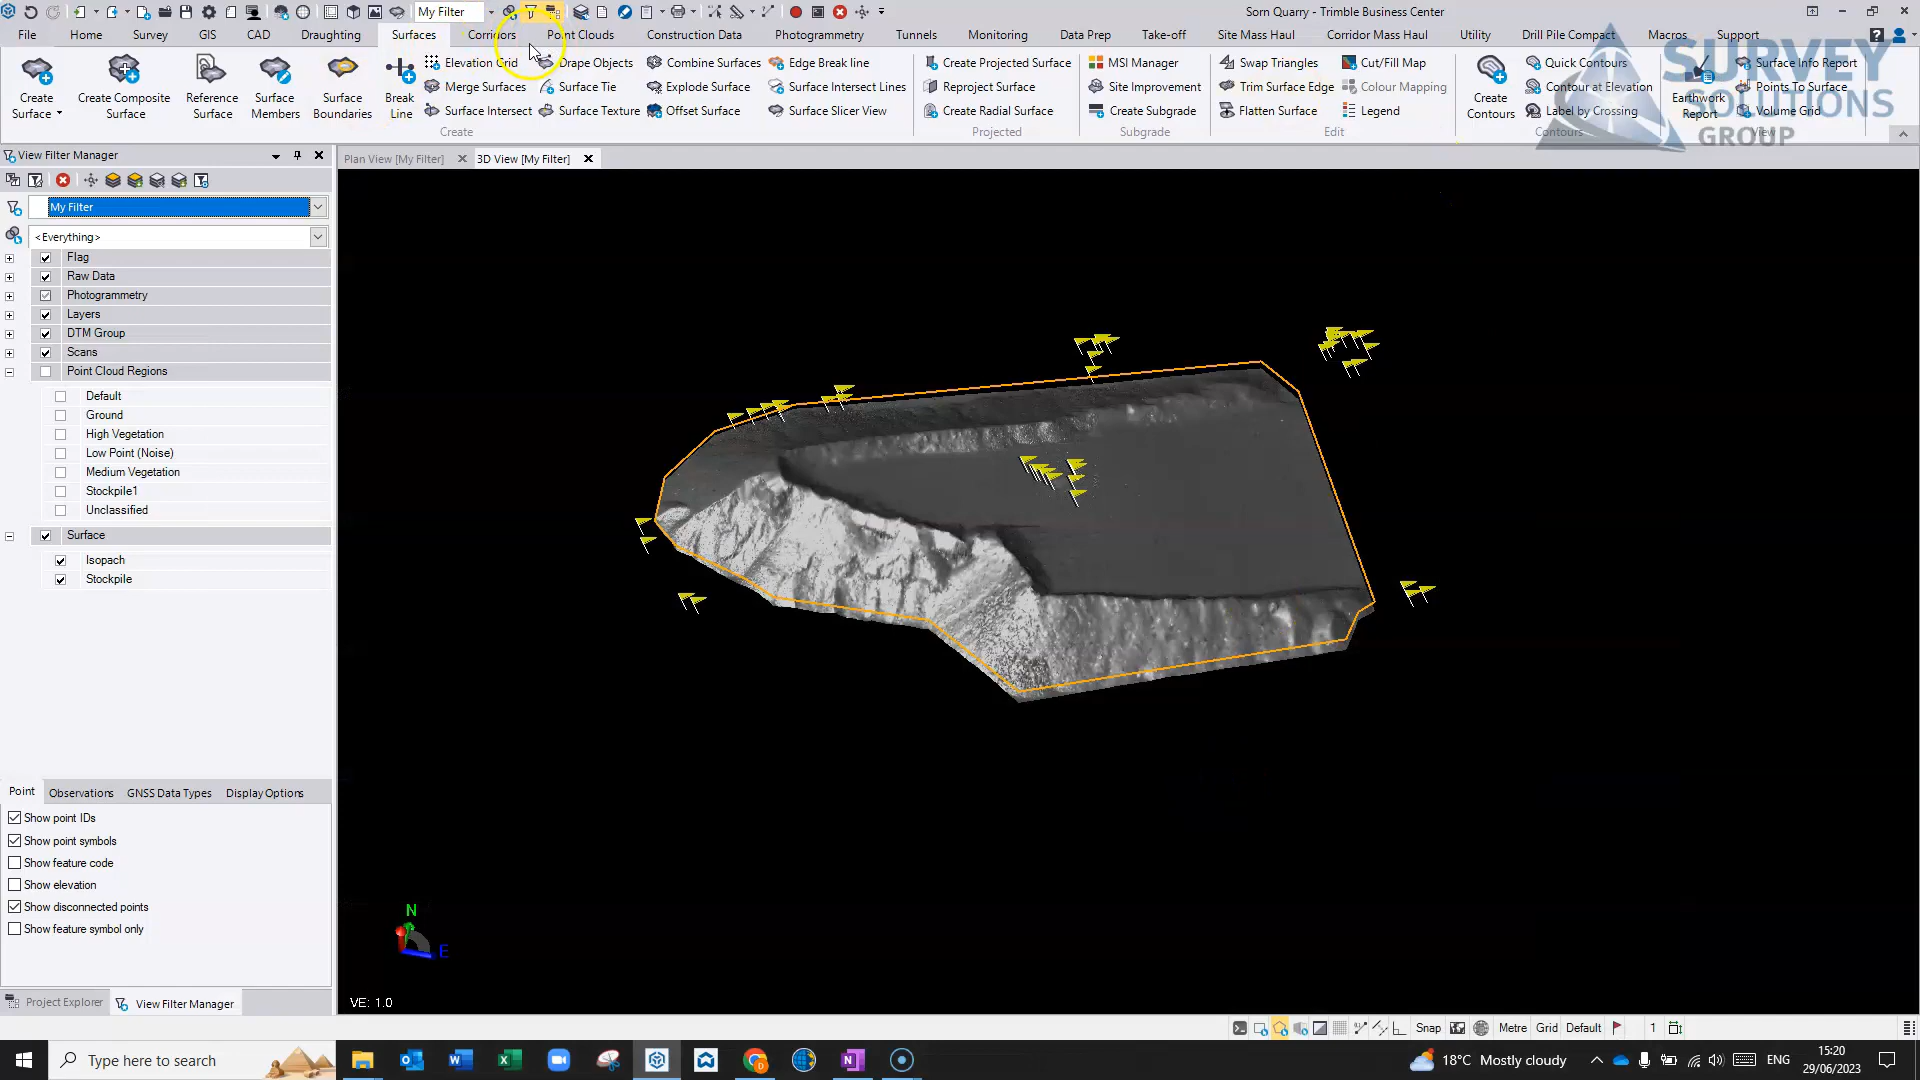 My Filter
Sorn Quarry - Trimble Business Center
File Home Survey GIS CAD Draughting Surfaces Corridors Point Clouds Construction Data Photogrammetry Tunnels Monitoring Data Prep Take-off Site Mass Haul Corridor Mass Haul Utility Drill Pile Compact Macros Support
Create Surface
Create Composite Surface
Reference Surface
Surface Members
Surface Boundaries
Break Line
Elevation Grid
Merge Surfaces
Surface Intersect
Drape Objects
Surface Tie
Surface Texture
Combine Surfaces
Explode Surface
Offset Surface
Edge Break line
Surface Intersect Lines
Surface Slicer View
Create
Create Projected Surface
Reproject Surface
Create Radial Surface
Projected
MSI Manager
Site Improvement
Create Subgrade
Subgrade
Swap Triangles
Trim Surface Edge
Flatten Surface
Cut/Fill Map
Colour Mapping
Legend
Edit
Create Contours
Quick Contours
Contour at Elevation
Label by Crossing
Contours
Earthwork Report
Surface Info Report
Points To Surface
Volume Grid
View
SURVEY
SOLUTIONS
GROUP
View Filter Manager
Plan View [My Filter]
3D View [My Filter]
My Filter
<Everything>
Flag
Raw Data
Photogrammetry
Layers
DTM Group
Scans
Point Cloud Regions
Default
Ground
High Vegetation
Low Point (Noise)
Medium Vegetation
Stockpile1
Unclassified
Surface
Isopach
Stockpile
Point Observations GNSS Data Types Display Options
Show point IDs
Show point symbols
Show feature code
Show elevation
Show disconnected points
Show feature symbol only
N
E
VE: 1.0
Project Explorer
View Filter Manager
Snap Metre Grid Default 1
Type here to search
18°C Mostly cloudy
ENG
15:20
29/06/2023